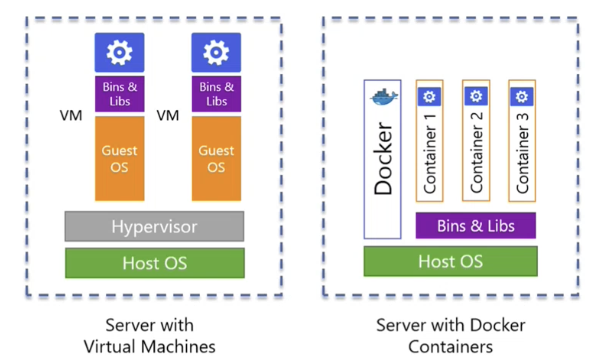 Bins &
Libs
Bins &
Libs
VM
VM
Guest
OS
Guest
OS
Hypervisor
Host OS
Server with
Virtual Machines
Docker
Container 1
Container 2
Container 3
Bins & Libs
Host OS
Server with Docker
Containers